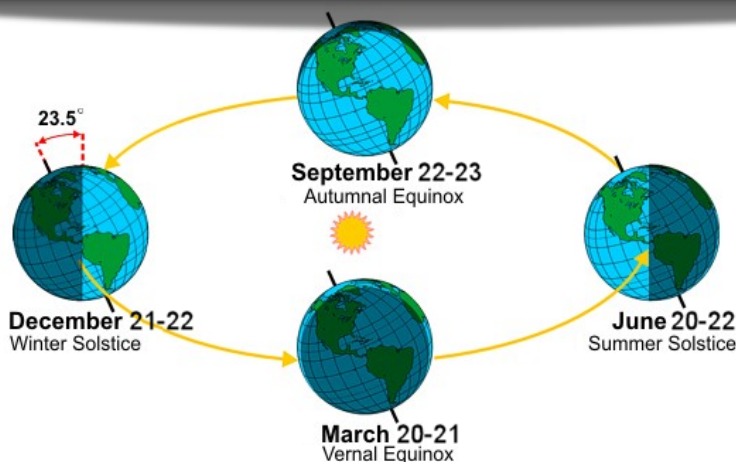 September 22-23
Autumnal Equinox
23.5°
December 21-22
Winter Solstice
June 20-22
Summer Solstice
March 20-21
Vernal Equinox